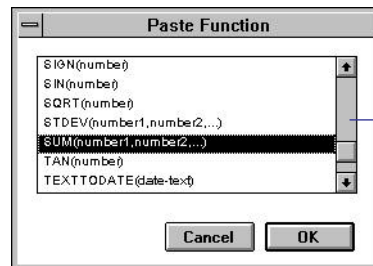 Paste Function
SIGN(number)
SIN(number)
SQRT(number)
STDEV(number1,number2,...)
SUM(number1,number2,...)
TAN(number)
TEXTTODATE(date-text)
Cancel OK